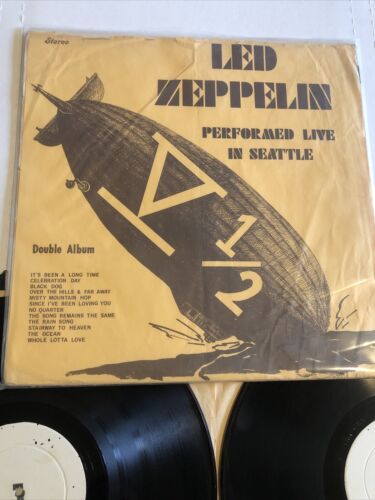 Stereo
LED
ZEPPELIN
PERFORMED LIVE
IN SEATTLE
V 1/2
Double Album
IT'S BEEN A LONG TIME
CELEBRATION DAY
BLACK DOG
OVER THE HILLS & FAR AWAY
MISTY MOUNTAIN HOP
SINCE I'VE BEEN LOVING YOU
NO QUARTER
THE SONG REMAINS THE SAME
THE RAIN SONG
STAIRWAY TO HEAVEN
THE OCEAN
WHOLE LOTTA LOVE